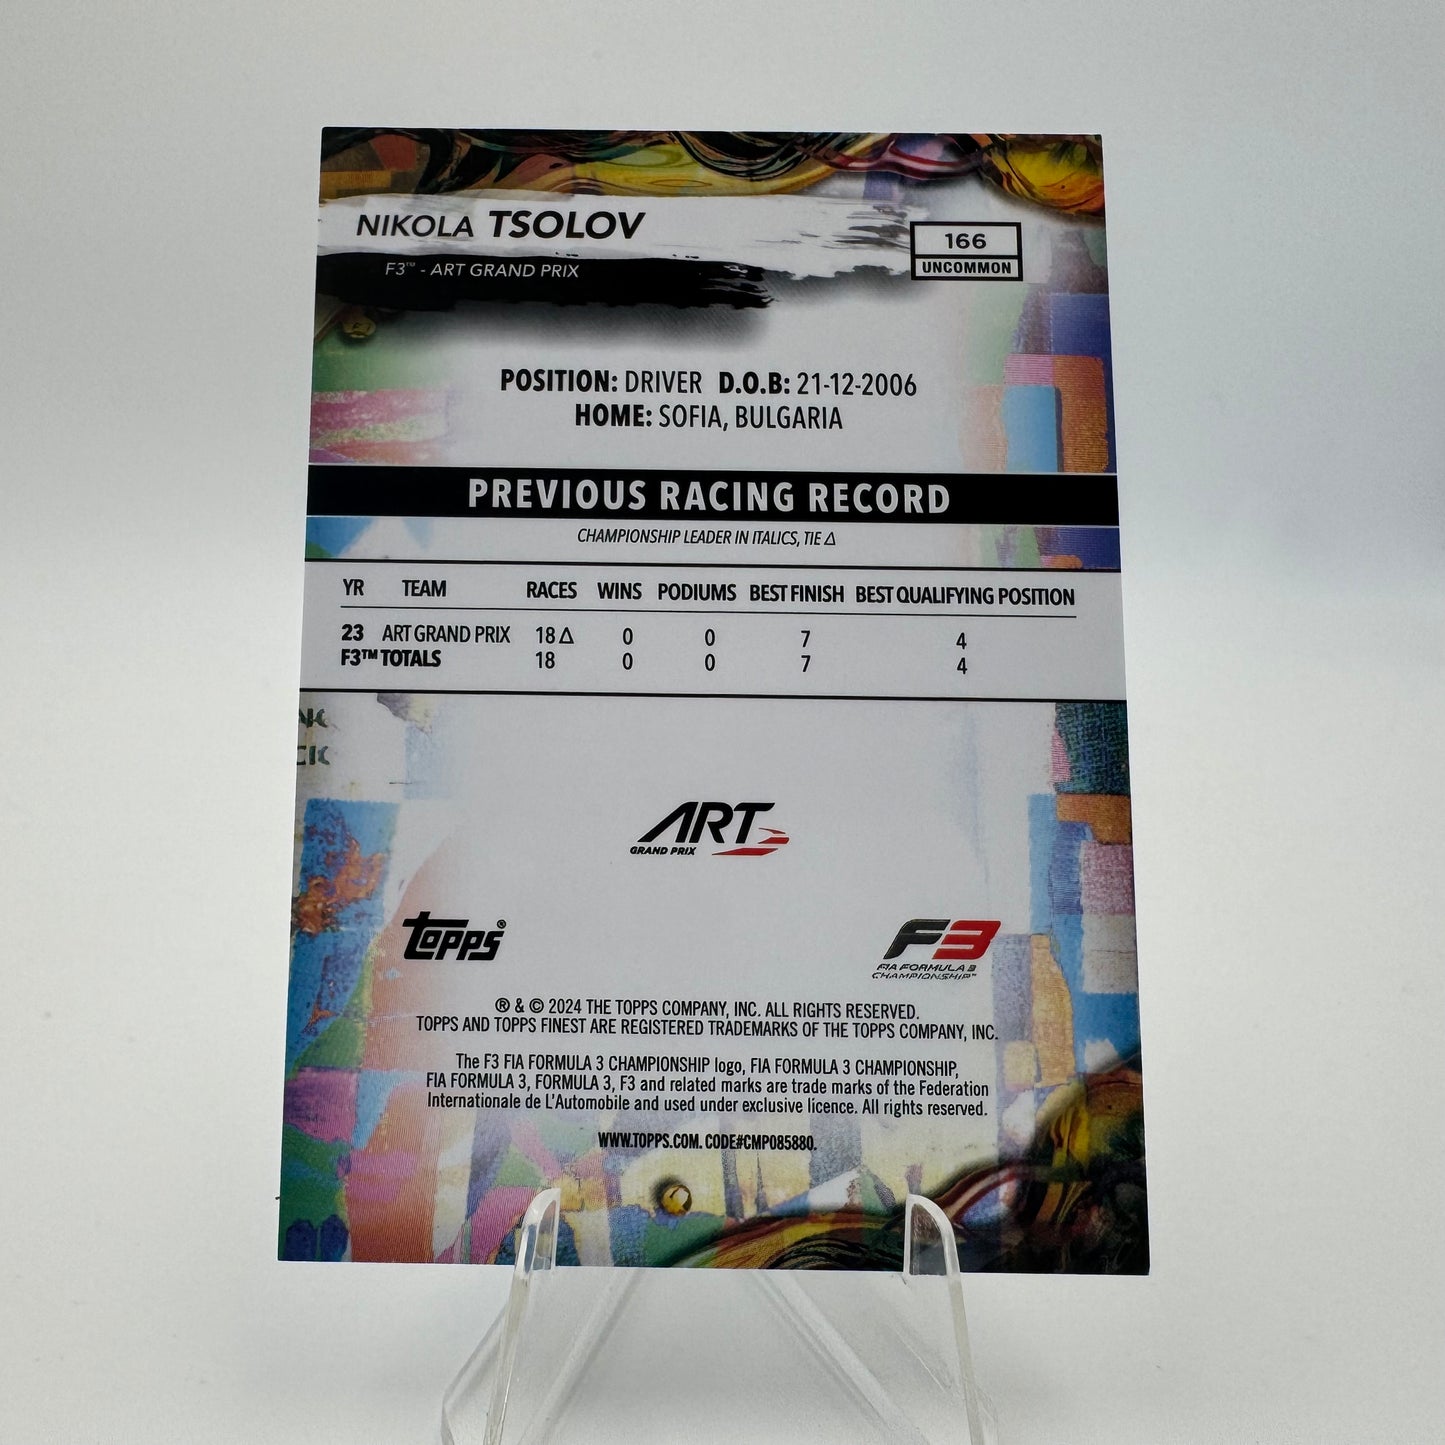 NIKOLA TSOLOV
F3™ - ART GRAND PRIX
166
UNCOMMON
POSITION: DRIVER D.O.B: 21-12-2006
HOME: SOFIA, BULGARIA
PREVIOUS RACING RECORD
CHAMPIONSHIP LEADER IN ITALICS, TIE △
YR TEAM RACES WINS PODIUMS BEST FINISH BEST QUALIFYING POSITION
23 ART GRAND PRIX 18 △ 0 0 7 4
F3™ TOTALS 18 0 0 7 4
ART
GRAND PRIX
topps®
F3
FIA FORMULA 3
CHAMPIONSHIP™
® & © 2024 THE TOPPS COMPANY, INC. ALL RIGHTS RESERVED.
TOPPS AND TOPPS FINEST ARE REGISTERED TRADEMARKS OF THE TOPPS COMPANY, INC.
The F3 FIA FORMULA 3 CHAMPIONSHIP logo, FIA FORMULA 3 CHAMPIONSHIP,
FIA FORMULA 3, FORMULA 3, F3 and related marks are trade marks of the Federation
Internationale de L'Automobile and used under exclusive licence. All rights reserved.
WWW.TOPPS.COM. CODE#CMP085880.